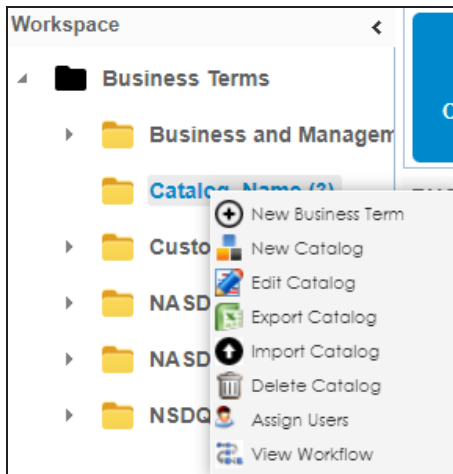 Workspace
Business Terms
Business and Managem
Catalog_Name (3)
New Business Term
New Catalog
Custo
Edit Catalog
NASD
Export Catalog
Import Catalog
NASD
Delete Catalog
NSDQ
Assign Users
View Workflow